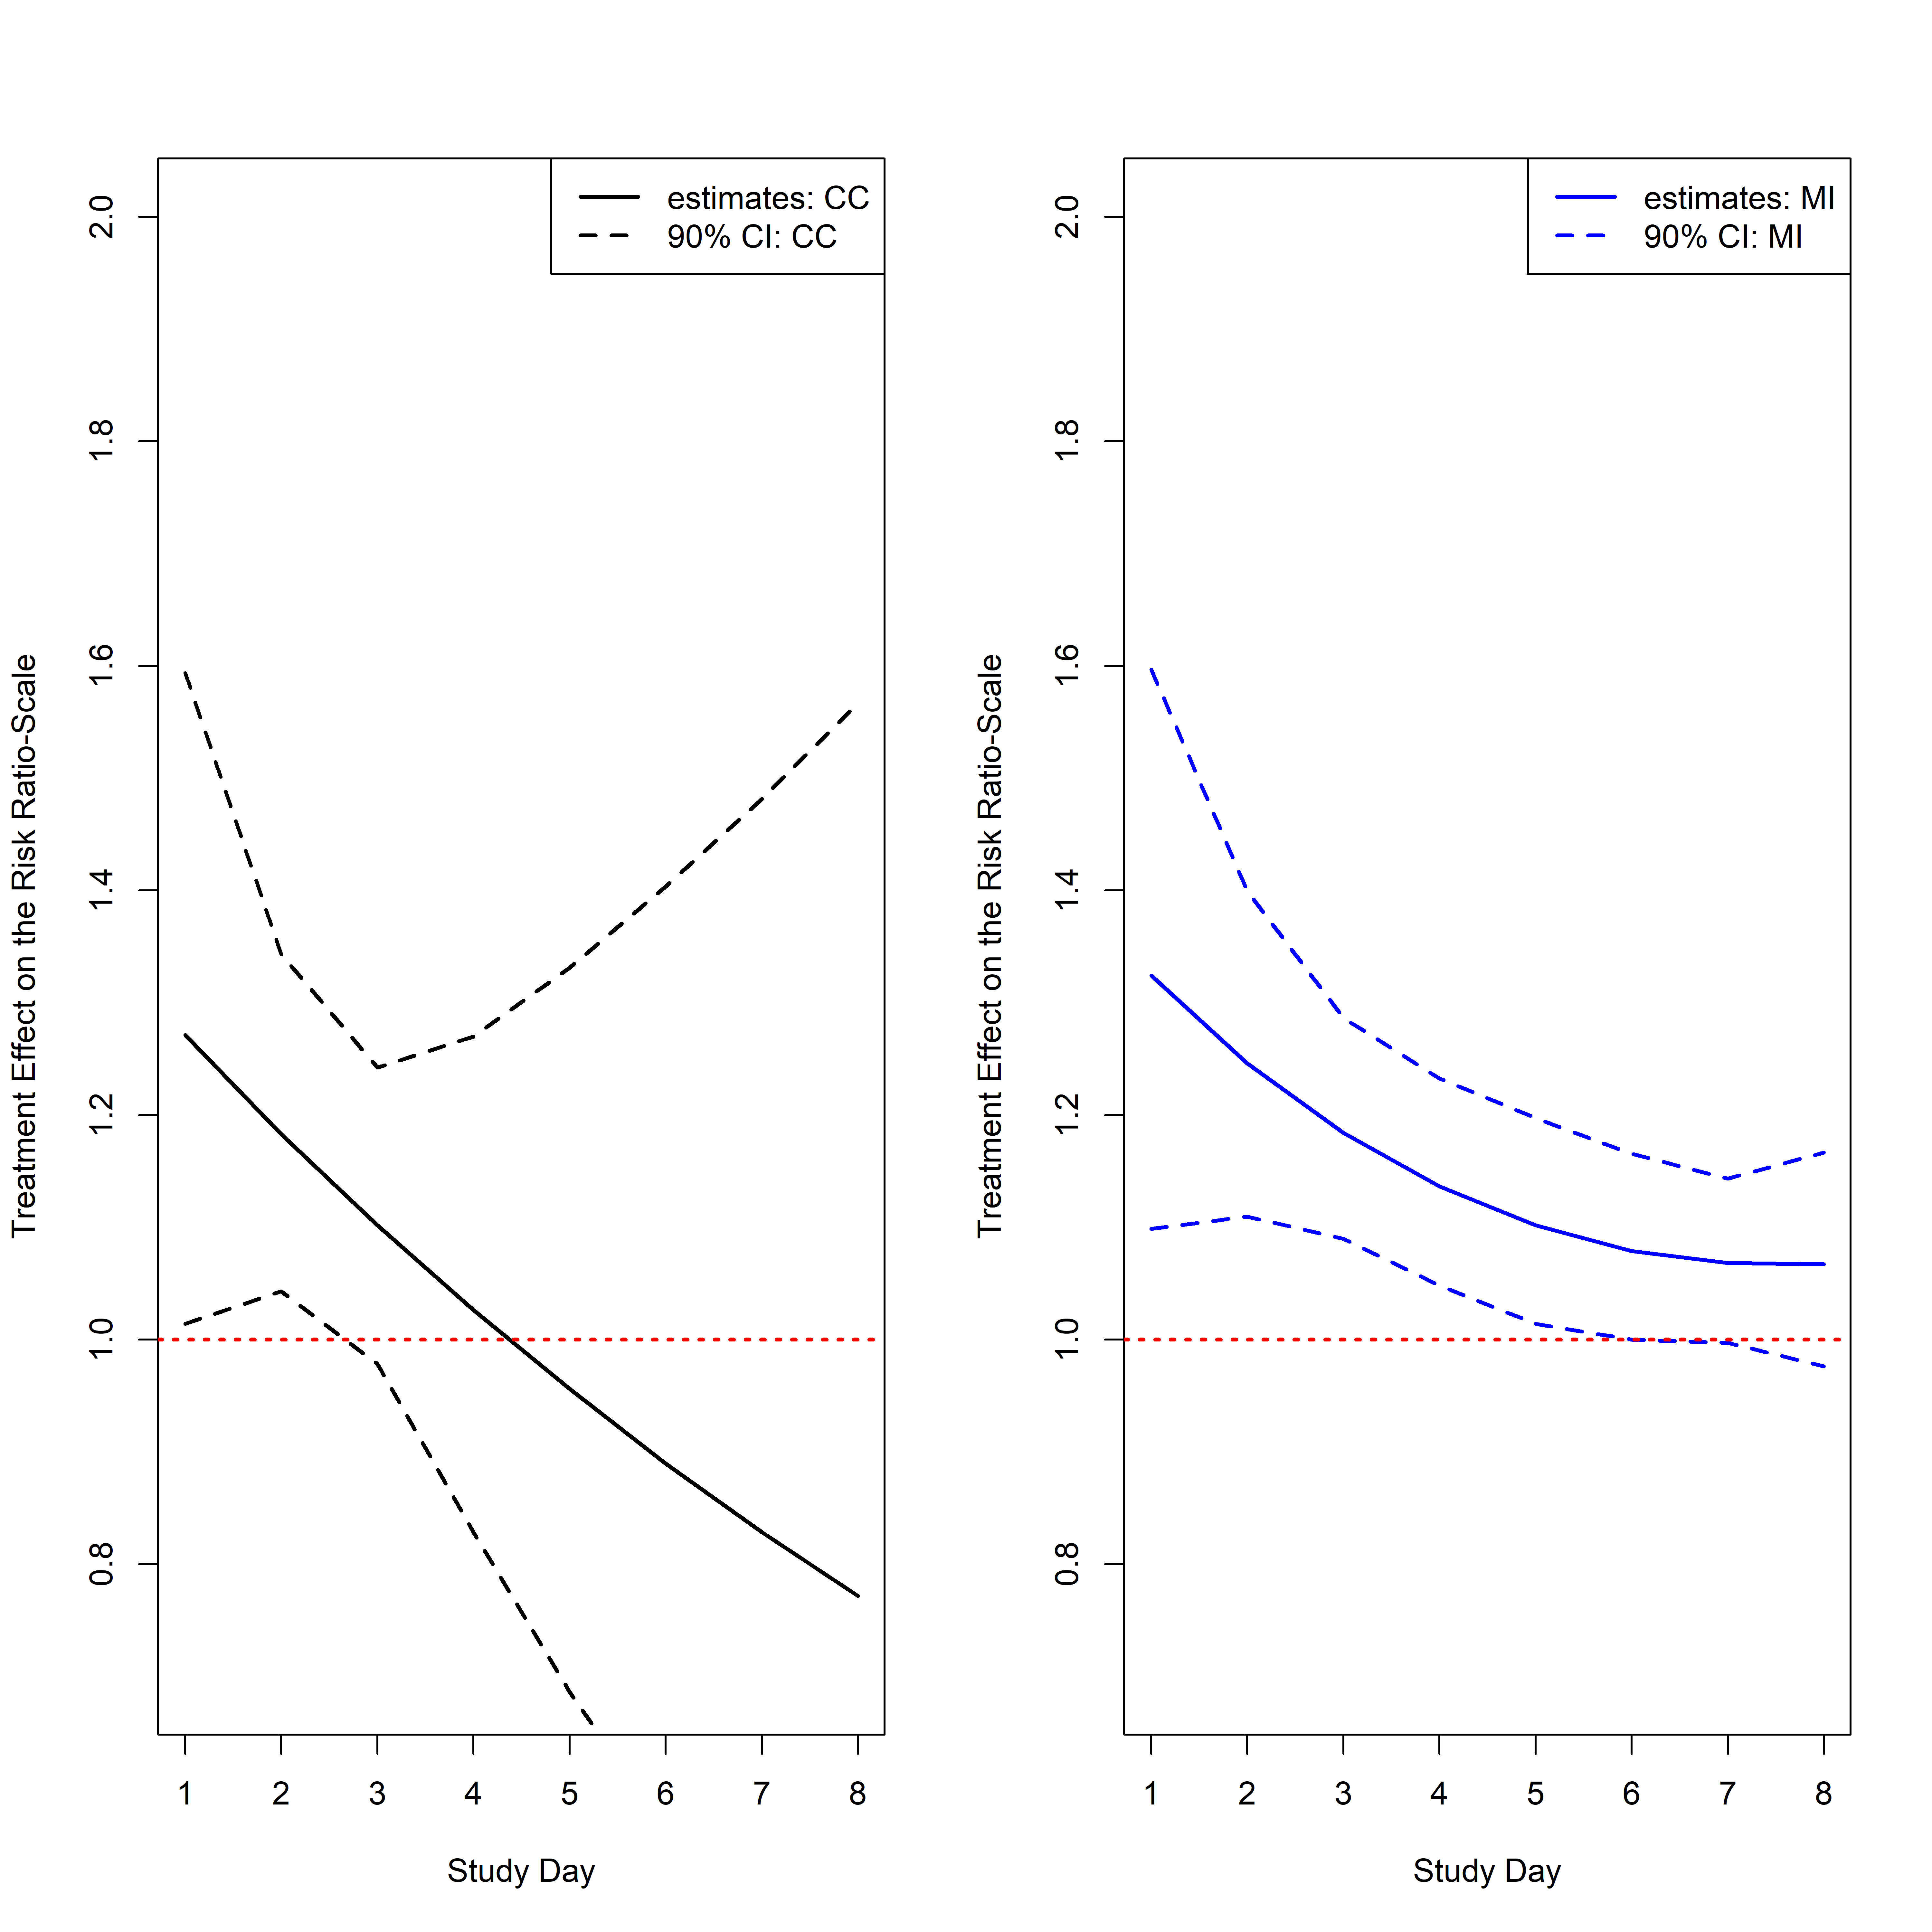 estimates: CC
90% CI: CC
2.0
1.8
1.6
1.4
1.2
1.0
0.8
Treatment Effect on the Risk Ratio-Scale
1 2 3 4 5 6 7 8
Study Day
estimates: MI
90% CI: MI
2.0
1.8
1.6
1.4
1.2
1.0
0.8
Treatment Effect on the Risk Ratio-Scale
1 2 3 4 5 6 7 8
Study Day